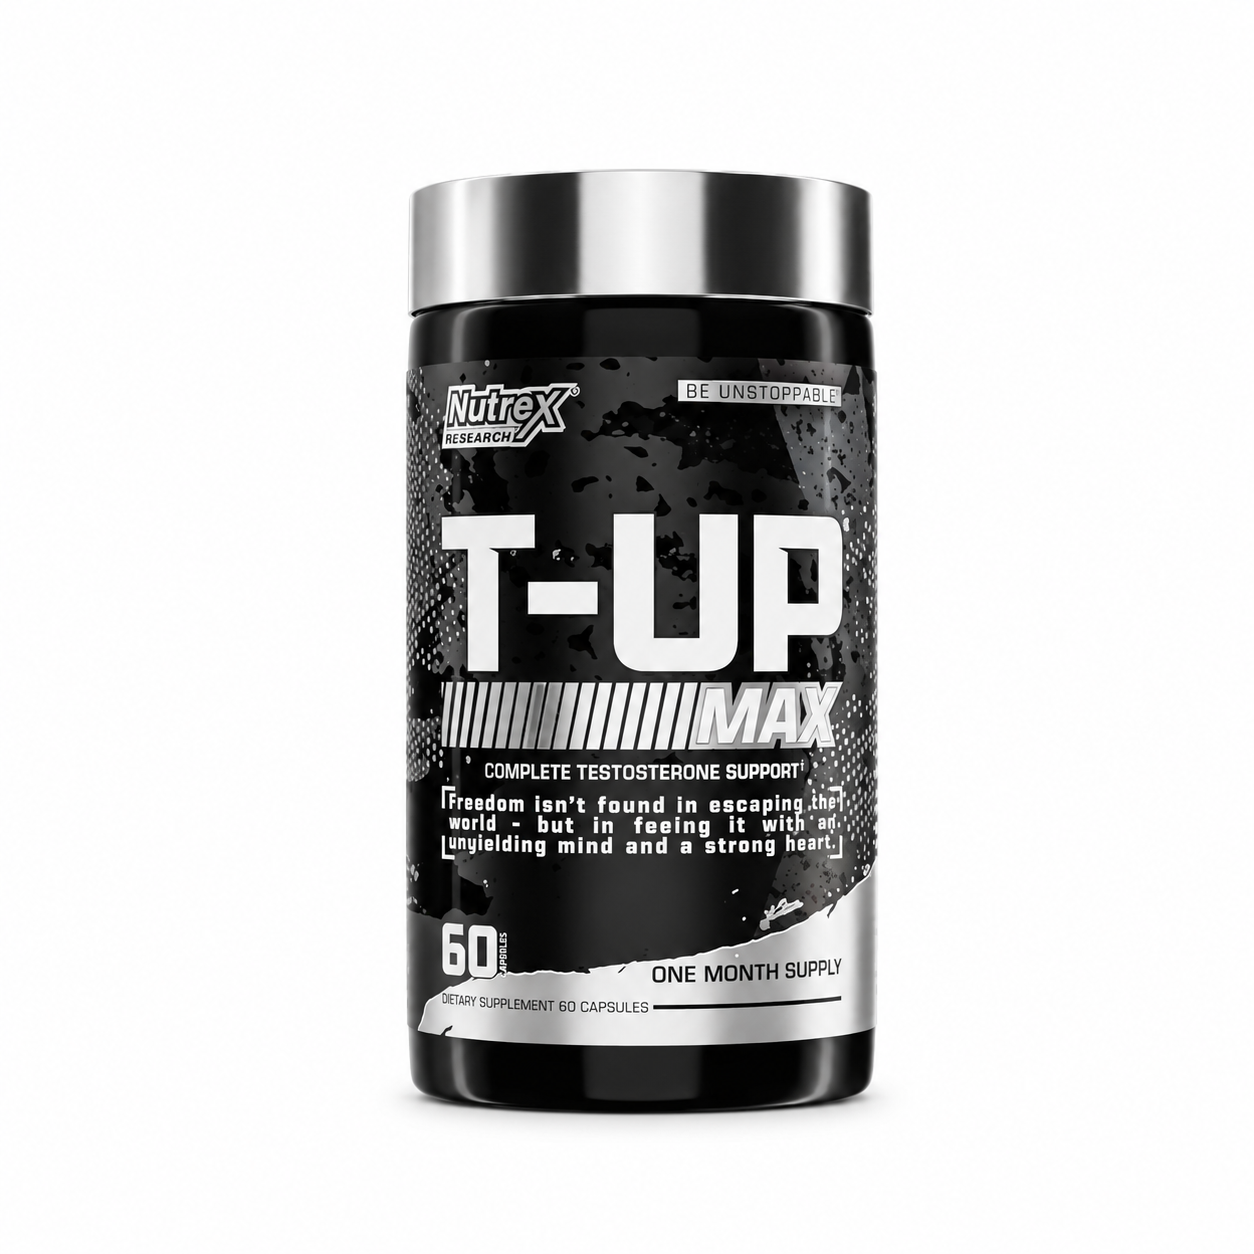 Nutrex®
RESEARCH
BE UNSTOPPABLE
T-UP
MAX
COMPLETE TESTOSTERONE SUPPORT†
Freedom isn't found in escaping the
world - but in feeing it with an
unyielding mind and a strong heart.
60
ONE MONTH SUPPLY
DIETARY SUPPLEMENT 60 CAPSULES